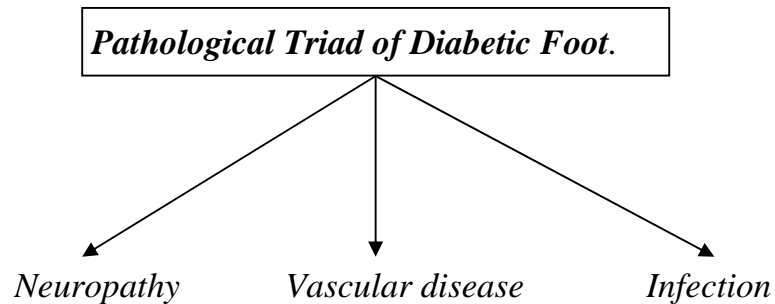 Pathological Triad of Diabetic Foot.
Neuropathy Vascular disease Infection